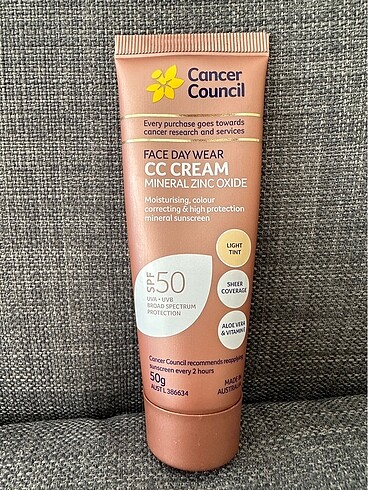 Cancer
Council
Every purchase goes towards
cancer research and services
FACE DAY WEAR
CC CREAM
MINERAL ZINC OXIDE
Moisturising, colour
correcting & high protection
mineral sunscreen
LIGHT
TINT
SPF 50
UVA + UVB
BROAD SPECTRUM
PROTECTION
SHEER
COVERAGE
ALOE VERA
& VITAMIN E
Cancer Council recommends reapplying
sunscreen every 2 hours
50g
AUST L 386634
MADE IN
AUSTRALIA